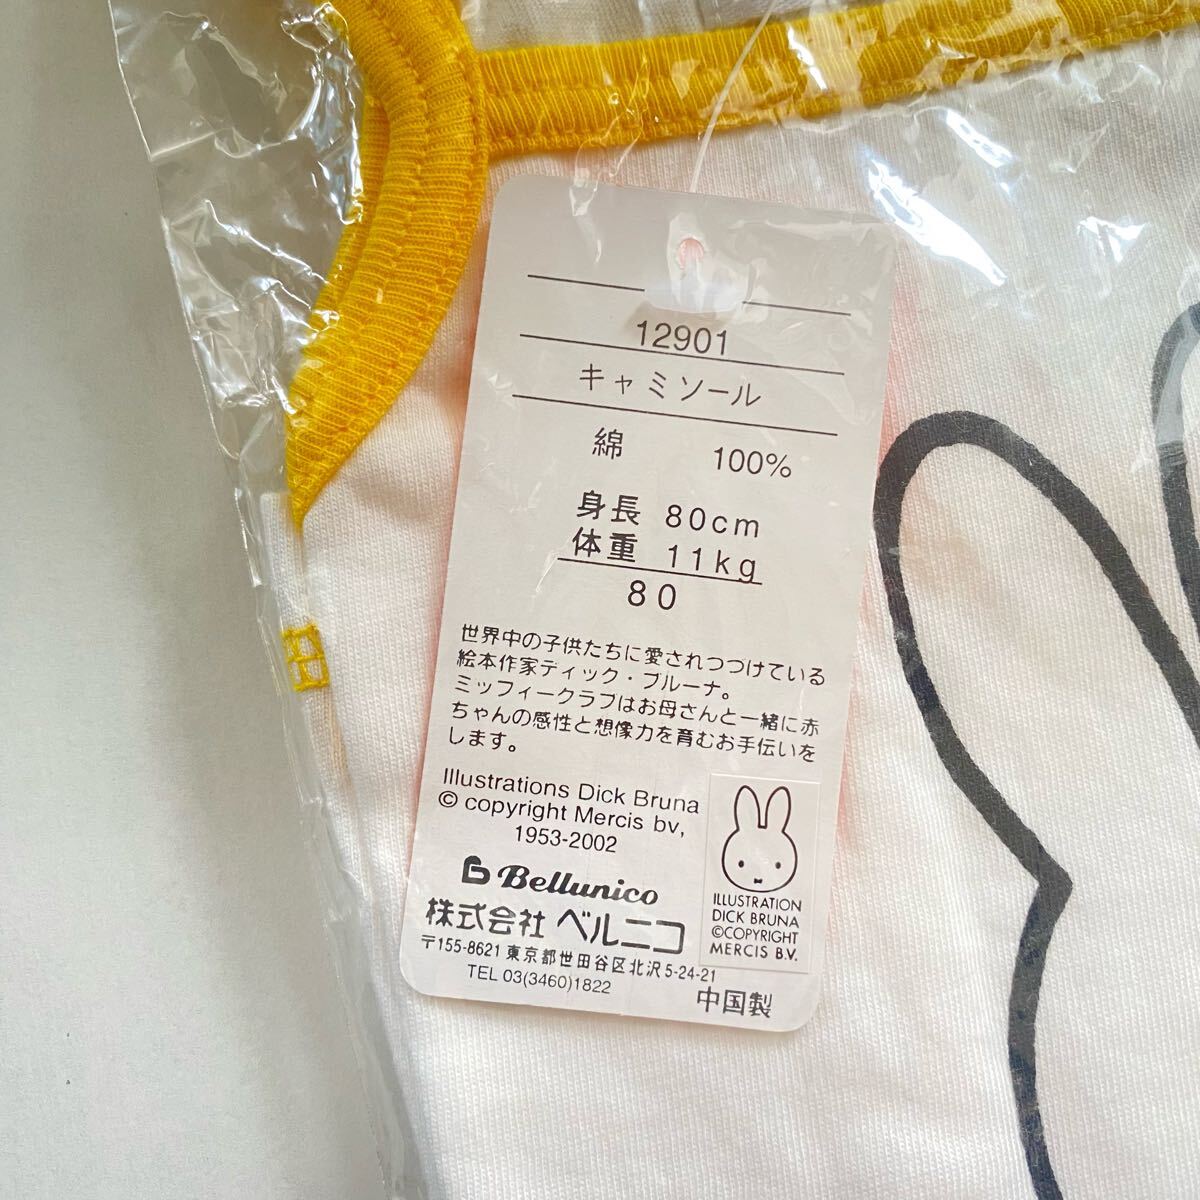 12901
キャミソール
綿 100%
身長 80cm
体重 11kg
80
世界中の子供たちに愛されつづけている
絵本作家ディック・ブルーナ。
ミッフィークラブはお母さんと一緒に赤
ちゃんの感性と想像力を育むお手伝いを
します。
Illustrations Dick Bruna
© copyright Mercis bv,
1953-2002
Bellunico
株式会社 ベルニコ
〒155-8621 東京都世田谷区北沢5-24-21
TEL 03(3460)1822
ILLUSTRATION
DICK BRUNA
©COPYRIGHT
MERCIS B.V.
中国製